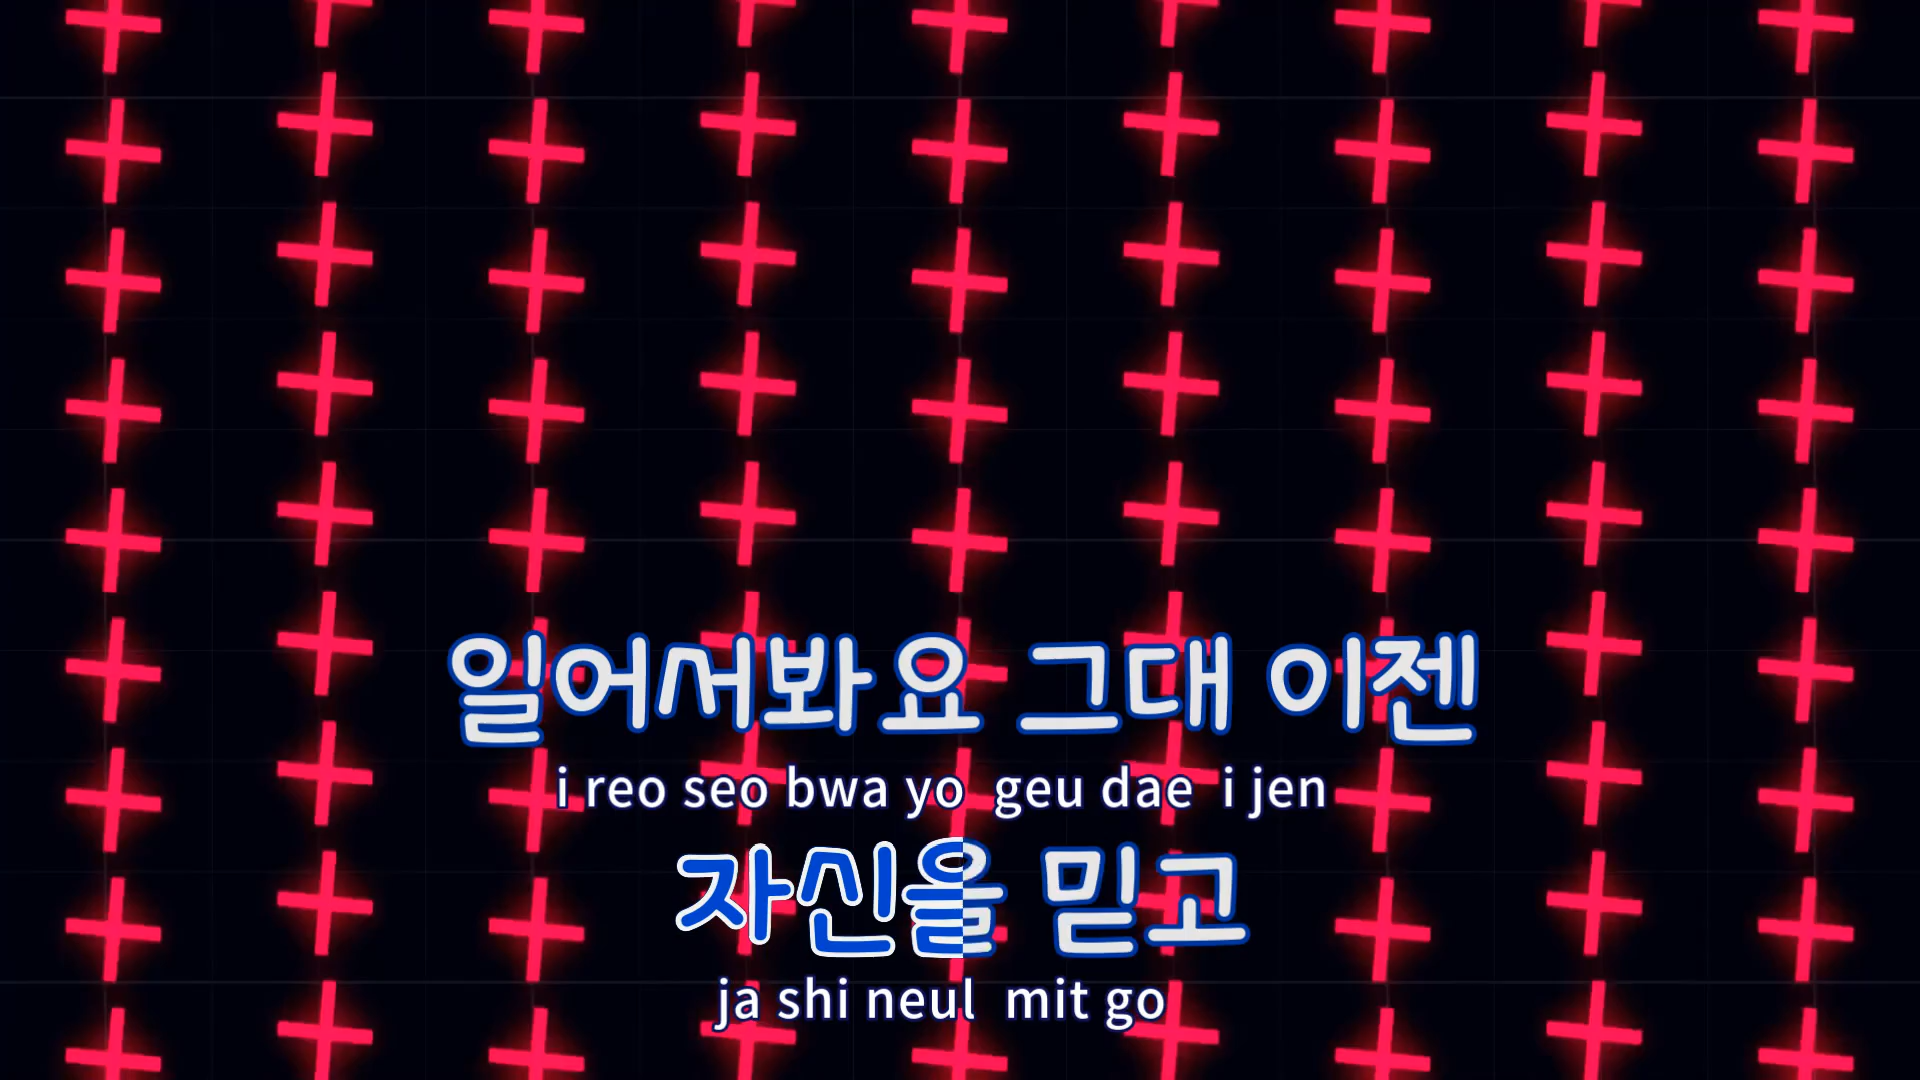 일어서봐요 그대 이젠
i reo seo bwa yo geu dae i jen
자신을 믿고
ja shi neul mit go